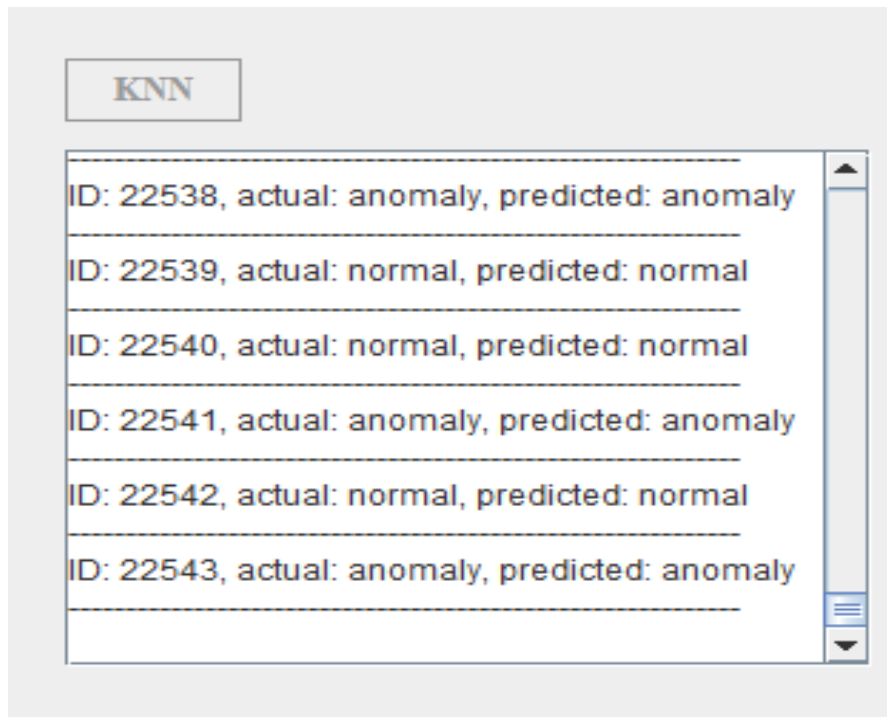 KNN
ID: 22538, actual: anomaly, predicted: anomaly
ID: 22539, actual: normal, predicted: normal
ID: 22540, actual: normal, predicted: normal
ID: 22541, actual: anomaly, predicted: anomaly
ID: 22542, actual: normal, predicted: normal
ID: 22543, actual: anomaly, predicted: anomaly